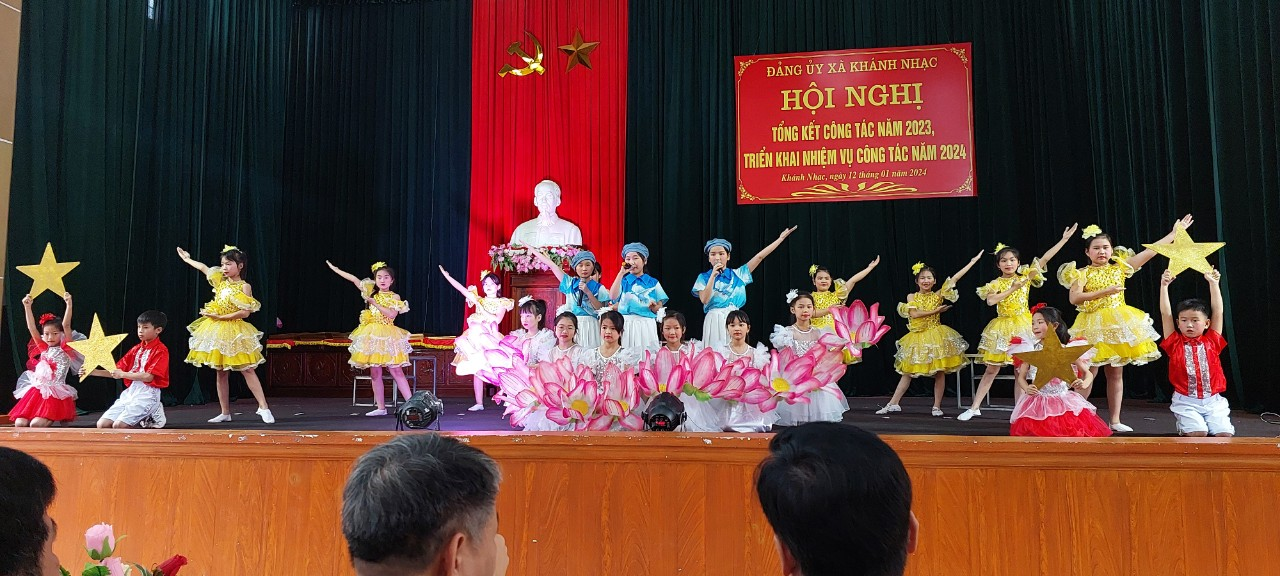 ĐẢNG ỦY XÃ KHÁNH NHẠC
HỘI NGHỊ
TỔNG KẾT CÔNG TÁC NĂM 2023,
TRIỂN KHAI NHIỆM VỤ CÔNG TÁC NĂM 2024
Khánh Nhạc, ngày 12 tháng 01 năm 2024